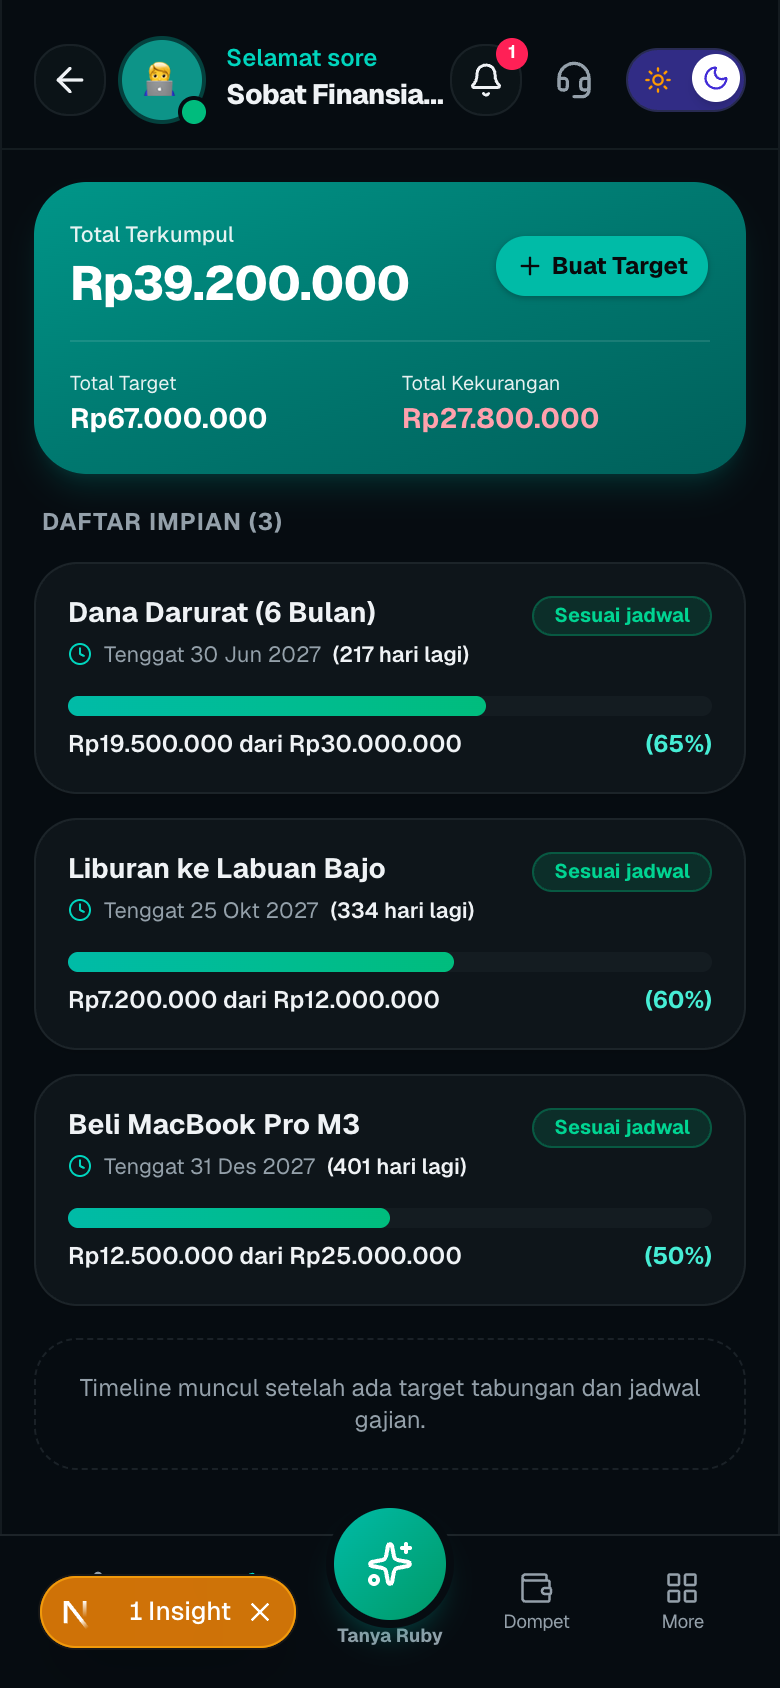 Selamat sore
Sobat Finansia...
1
Total Terkumpul
Rp39.200.000
+ Buat Target
Total Target
Rp67.000.000
Total Kekurangan
Rp27.800.000
DAFTAR IMPIAN (3)
Dana Darurat (6 Bulan)
Sesuai jadwal
Tenggat 30 Jun 2027 (217 hari lagi)
Rp19.500.000 dari Rp30.000.000
(65%)
Liburan ke Labuan Bajo
Sesuai jadwal
Tenggat 25 Okt 2027 (334 hari lagi)
Rp7.200.000 dari Rp12.000.000
(60%)
Beli MacBook Pro M3
Sesuai jadwal
Tenggat 31 Des 2027 (401 hari lagi)
Rp12.500.000 dari Rp25.000.000
(50%)
Timeline muncul setelah ada target tabungan dan jadwal
gajian.
N 1 Insight
Tanya Ruby
Dompet
More